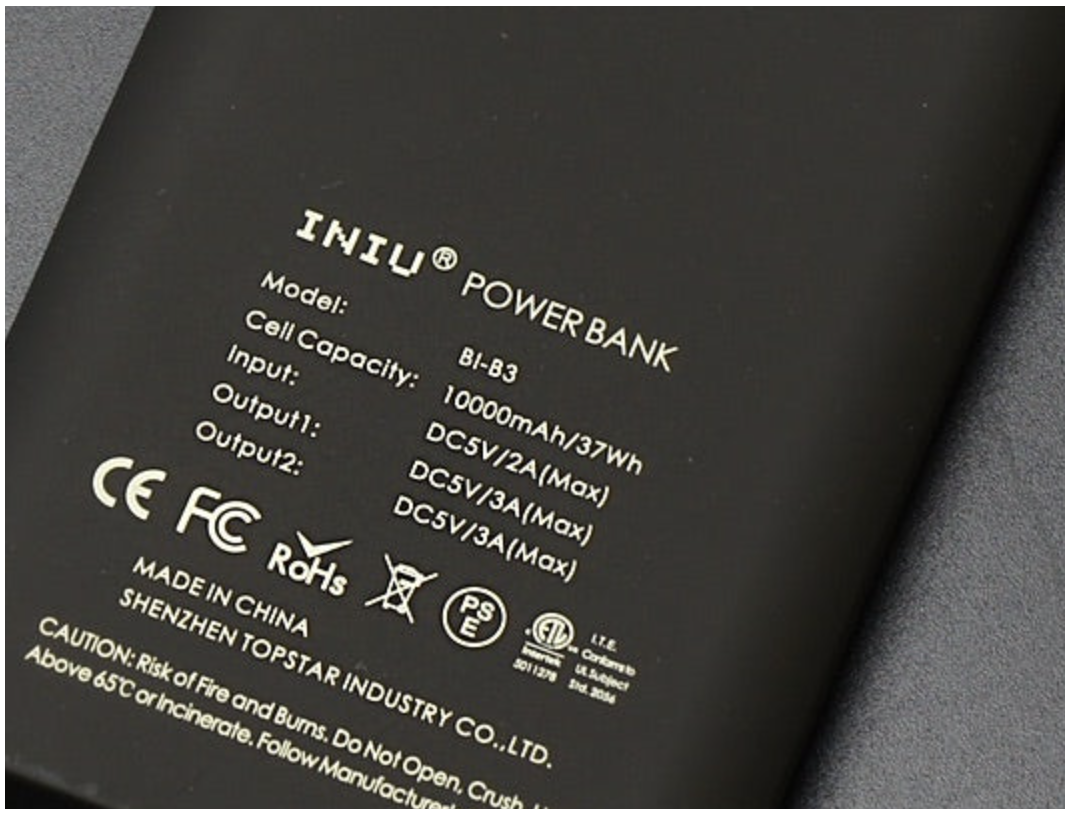 INIU® POWER BANK
Model: BI-B3
Cell Capacity: 10000mAh/37Wh
Input: DC5V/2A(Max)
Output1: DC5V/3A(Max)
Output2: DC5V/3A(Max)
CE FC RoHs PSE ETL
Intertek
5011278
I.T.E.
Conforms to
UL Subject
Std. 2056
MADE IN CHINA
SHENZHEN TOPSTAR INDUSTRY CO.,LTD.
CAUTION: Risk of Fire and Burns. Do Not Open, Crush,
Above 65℃ or Incinerate. Follow Manufacturer